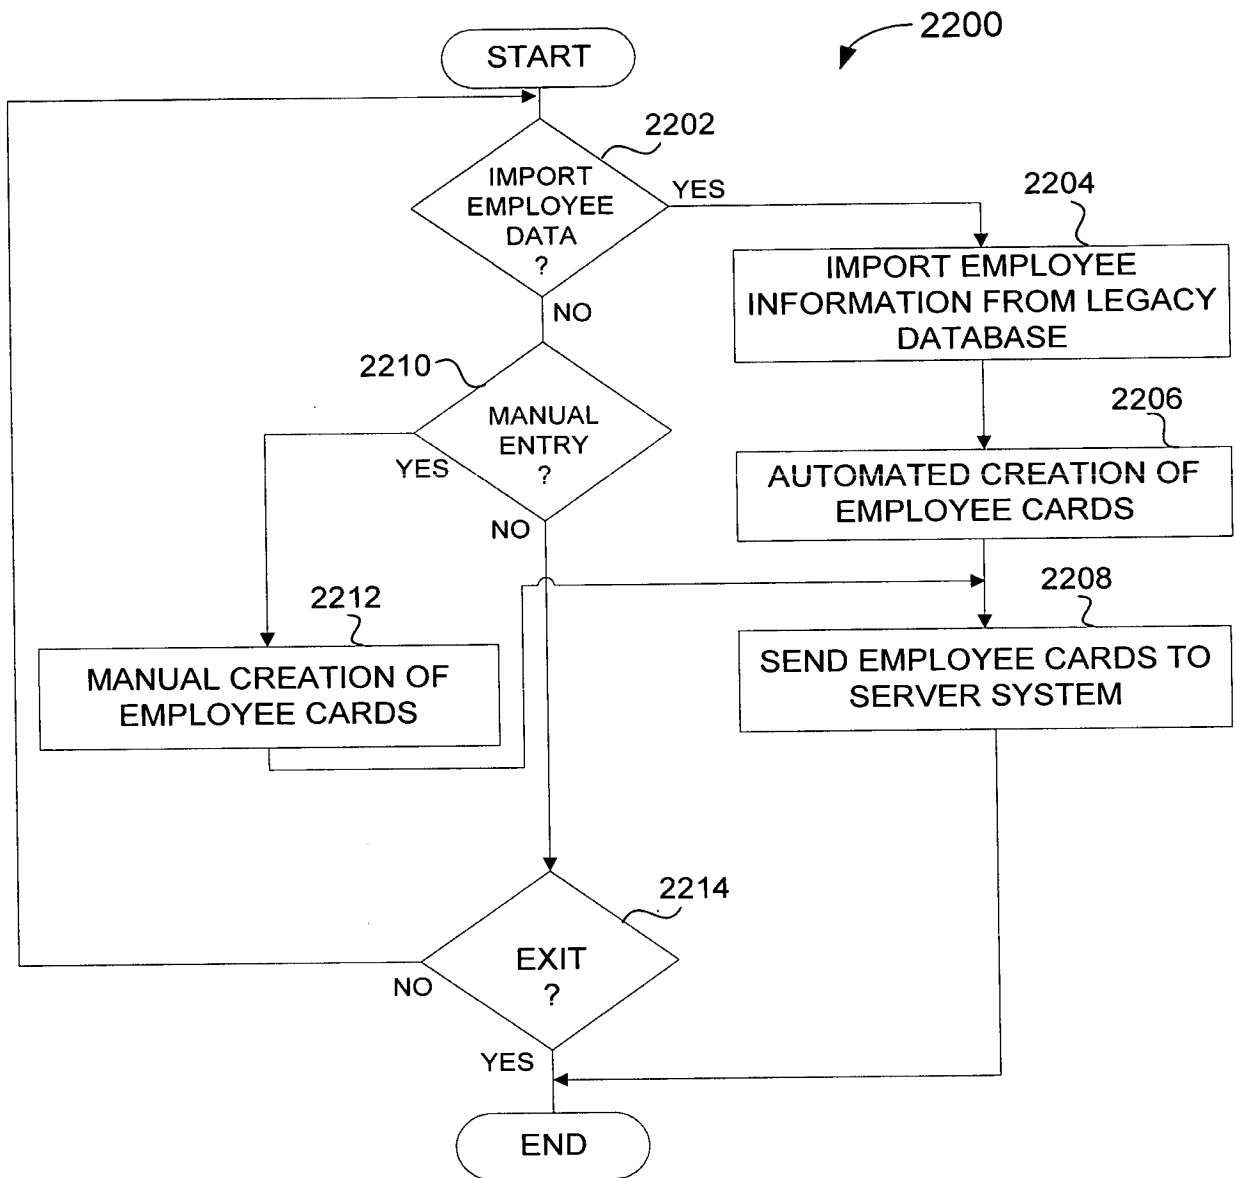 2200
START
2202
IMPORT
EMPLOYEE
DATA
?
YES
NO
2204
IMPORT EMPLOYEE
INFORMATION FROM LEGACY
DATABASE
2210
MANUAL
ENTRY
?
YES
NO
2206
AUTOMATED CREATION OF
EMPLOYEE CARDS
2212
MANUAL CREATION OF
EMPLOYEE CARDS
2208
SEND EMPLOYEE CARDS TO
SERVER SYSTEM
2214
EXIT
?
NO
YES
END